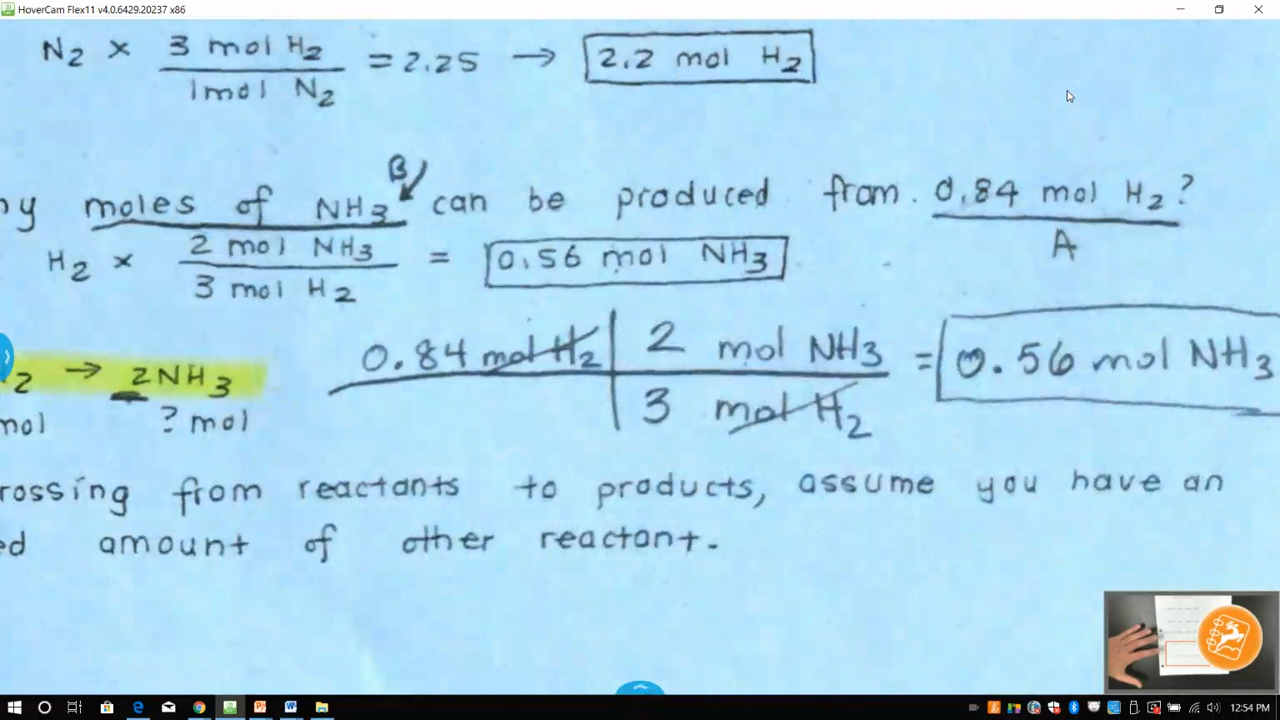 HoverCam Flex11 v4.0.6429.20237 x86
N2 × 3 mol H2 / 1mol N2 = 2.25 → 2.2 mol H2
B
ny moles of NH3 can be produced from 0.84 mol H2?
A
H2 × 2 mol NH3 / 3 mol H2 = 0.56 mol NH3
0.84 mol H2 | 2 mol NH3 / 3 mol H2 = 0.56 mol NH3
2 → 2NH3
mol ? mol
rossing from reactants to products, assume you have an
ed amount of other reactant.
12:54 PM